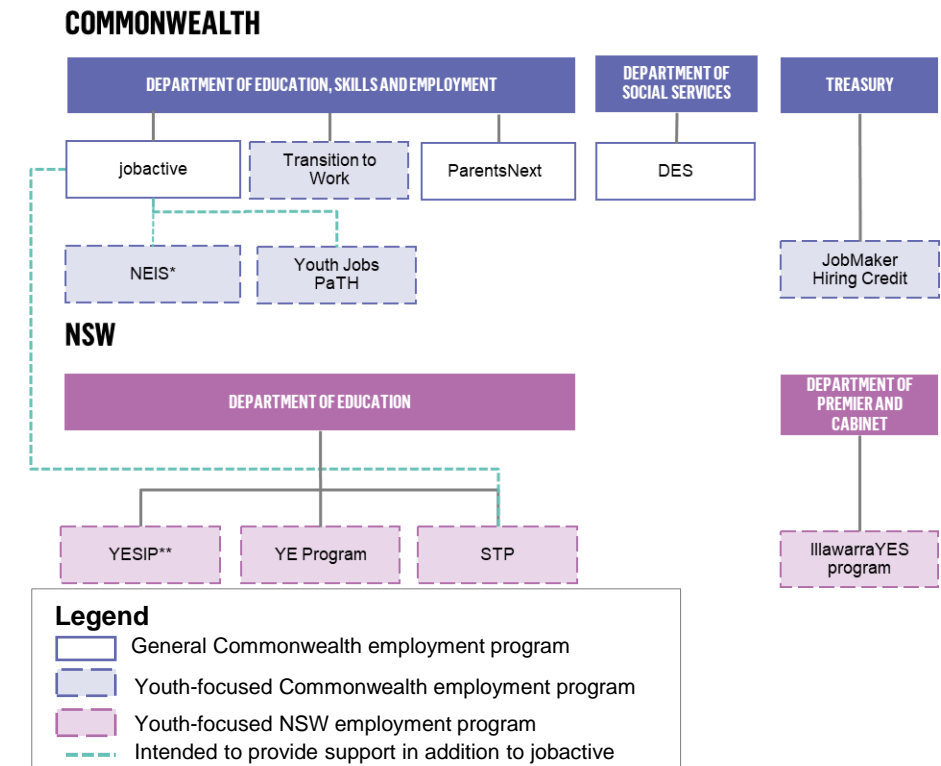 COMMONWEALTH
DEPARTMENT OF EDUCATION, SKILLS AND EMPLOYMENT
DEPARTMENT OF
SOCIAL SERVICES
TREASURY
jobactive
Transition to
Work
ParentsNext
DES
NEIS*
Youth Jobs
PaTH
JobMaker
Hiring Credit
NSW
DEPARTMENT OF EDUCATION
DEPARTMENT OF
PREMIER AND
CABINET
YESIP**
YE Program
STP
IllawarraYES
program
Legend
General Commonwealth employment program
Youth-focused Commonwealth employment program
Youth-focused NSW employment program
Intended to provide support in addition to jobactive